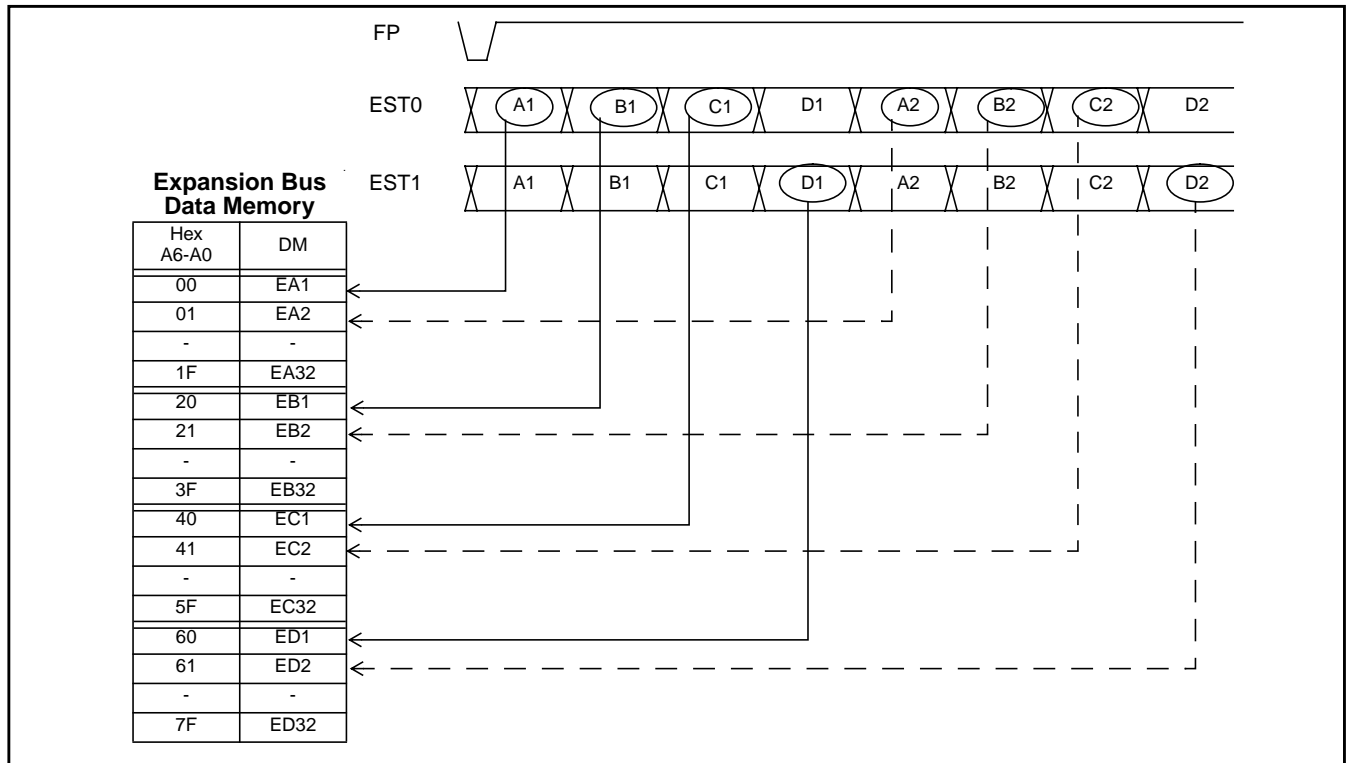 FP
EST0 A1 B1 C1 D1 A2 B2 C2 D2
EST1 A1 B1 C1 D1 A2 B2 C2 D2
Expansion Bus
Data Memory
Hex
A6-A0 DM
00 EA1
01 EA2
- -
1F EA32
20 EB1
21 EB2
- -
3F EB32
40 EC1
41 EC2
- -
5F EC32
60 ED1
61 ED2
- -
7F ED32